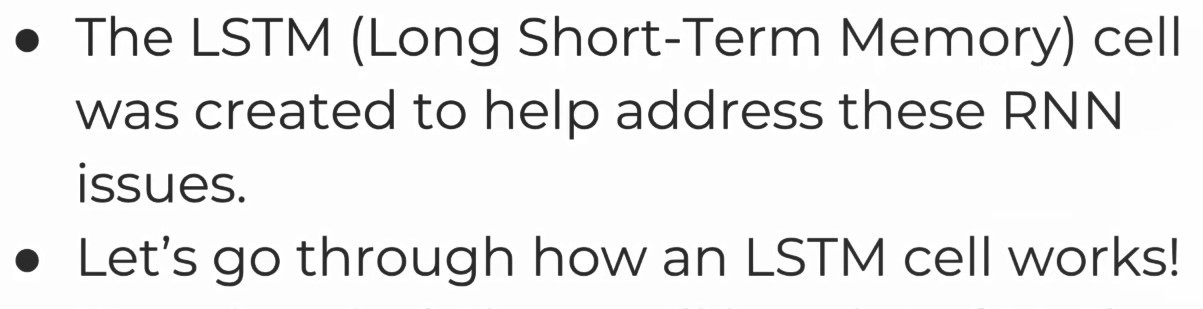 ● The LSTM (Long Short-Term Memory) cell
was created to help address these RNN
issues.
● Let’s go through how an LSTM cell works!